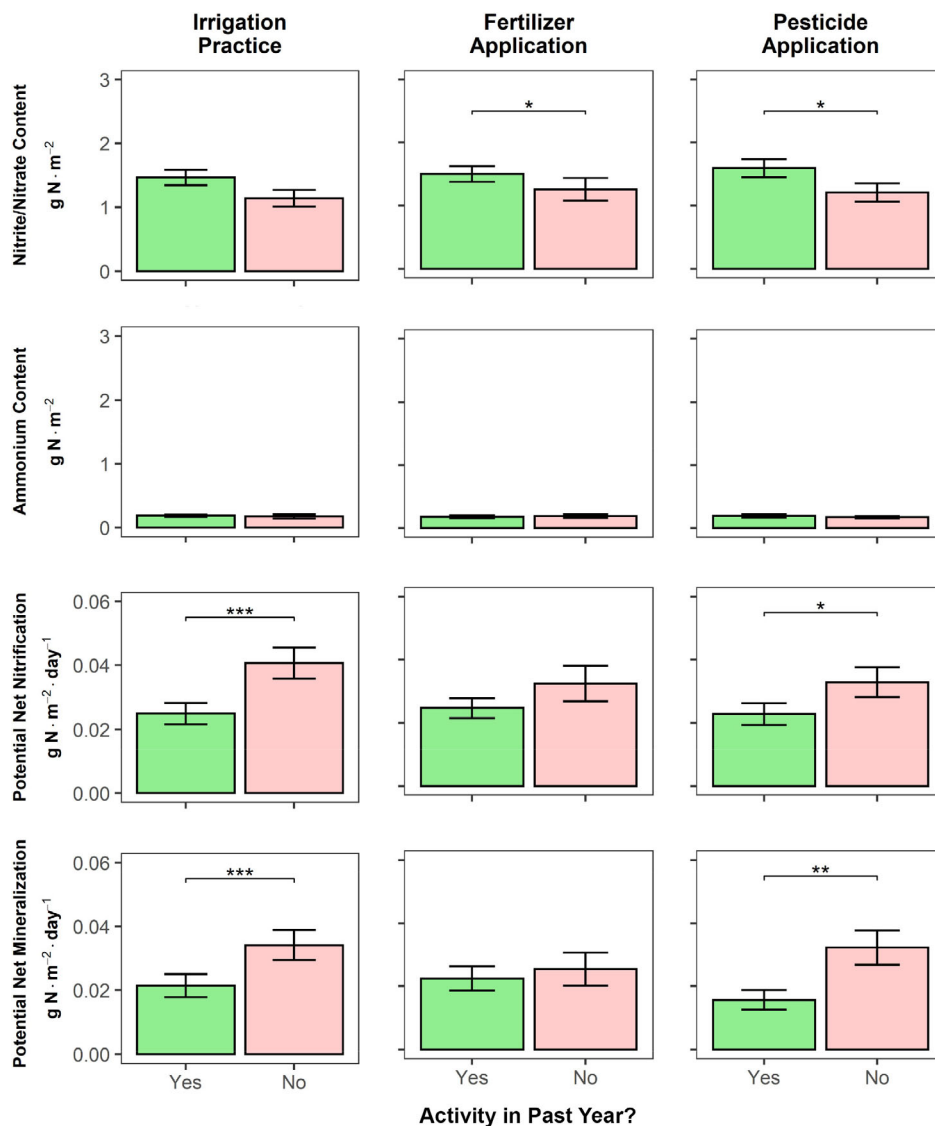 Irrigation
Practice
Fertilizer
Application
Pesticide
Application
Nitrite/Nitrate Content
g N · m⁻²
3
2
1
0
*
*
Ammonium Content
g N · m⁻²
3
2
1
0
Potential Net Nitrification
g N · m⁻² · day⁻¹
0.06
0.04
0.02
0.00
***
*
Potential Net Mineralization
g N · m⁻² · day⁻¹
0.06
0.04
0.02
0.00
***
**
Yes No Yes No Yes No
Activity in Past Year?